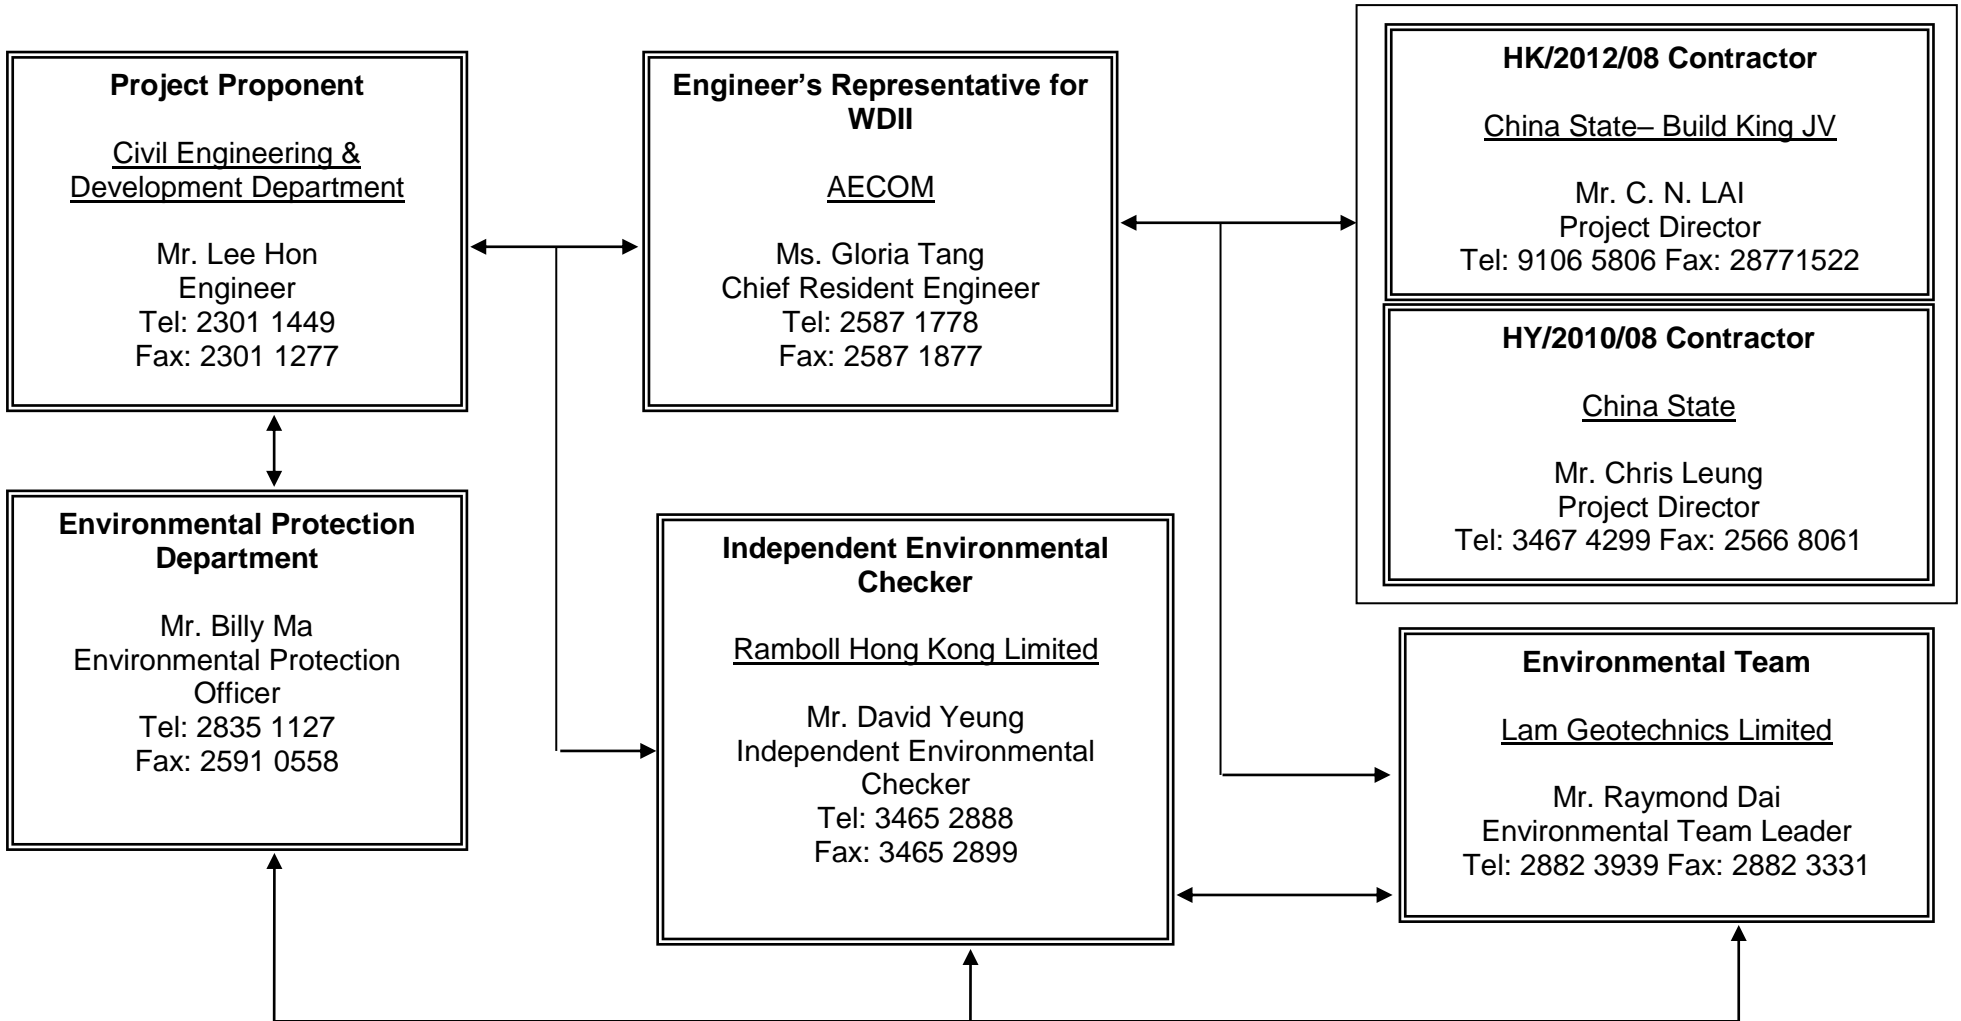 Project Proponent
Civil Engineering &
Development Department
Mr. Lee Hon
Engineer
Tel: 2301 1449
Fax: 2301 1277
Engineer’s Representative for
WDII
AECOM
Ms. Gloria Tang
Chief Resident Engineer
Tel: 2587 1778
Fax: 2587 1877
HK/2012/08 Contractor
China State– Build King JV
Mr. C. N. LAI
Project Director
Tel: 9106 5806 Fax: 28771522
HY/2010/08 Contractor
China State
Mr. Chris Leung
Project Director
Tel: 3467 4299 Fax: 2566 8061
Environmental Protection
Department
Mr. Billy Ma
Environmental Protection
Officer
Tel: 2835 1127
Fax: 2591 0558
Independent Environmental
Checker
Ramboll Hong Kong Limited
Mr. David Yeung
Independent Environmental
Checker
Tel: 3465 2888
Fax: 3465 2899
Environmental Team
Lam Geotechnics Limited
Mr. Raymond Dai
Environmental Team Leader
Tel: 2882 3939 Fax: 2882 3331